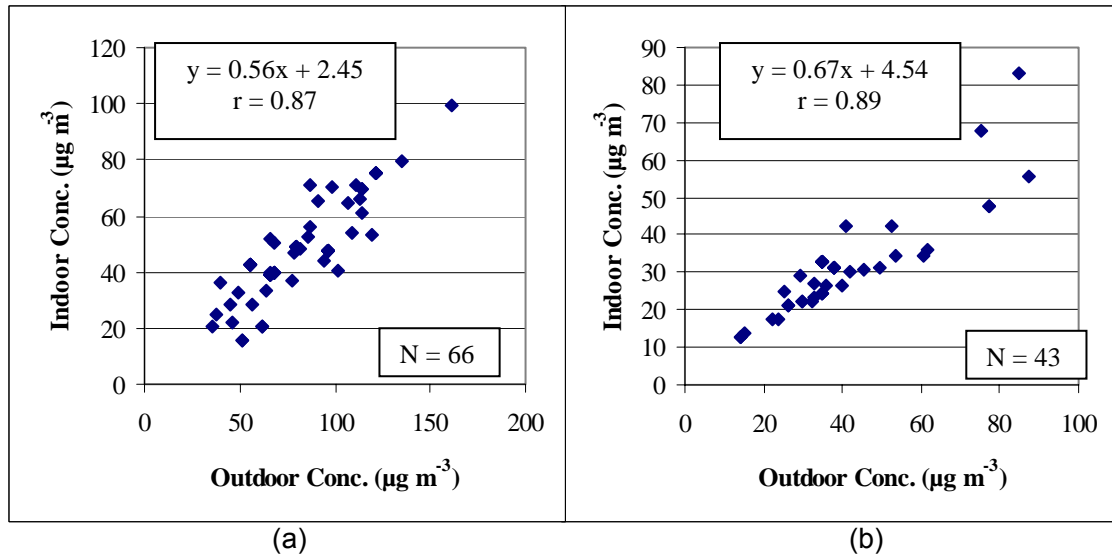 y = 0.56x + 2.45
r = 0.87
Indoor Conc. (µg m⁻³)
120
100
80
60
40
20
0
N = 66
0 50 100 150 200
Outdoor Conc. (µg m⁻³)
(a)
y = 0.67x + 4.54
r = 0.89
Indoor Conc. (µg m⁻³)
90
80
70
60
50
40
30
20
10
0
N = 43
0 20 40 60 80 100
Outdoor Conc. (µg m⁻³)
(b)